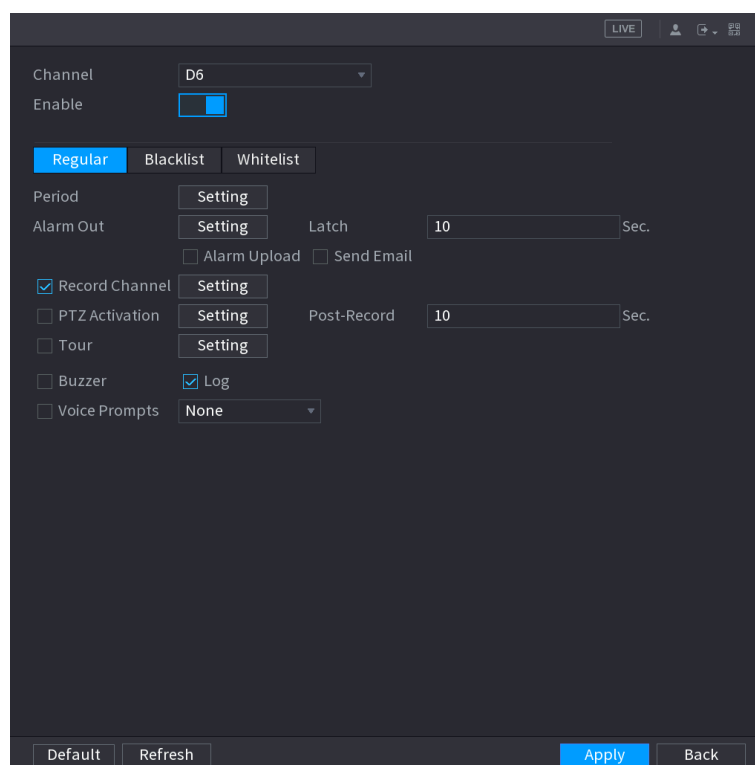 LIVE
Channel D6
Enable
Regular Blacklist Whitelist
Period Setting
Alarm Out Setting Latch 10 Sec.
Alarm Upload Send Email
Record Channel Setting
PTZ Activation Setting Post-Record 10 Sec.
Tour Setting
Buzzer Log
Voice Prompts None
Default Refresh Apply Back